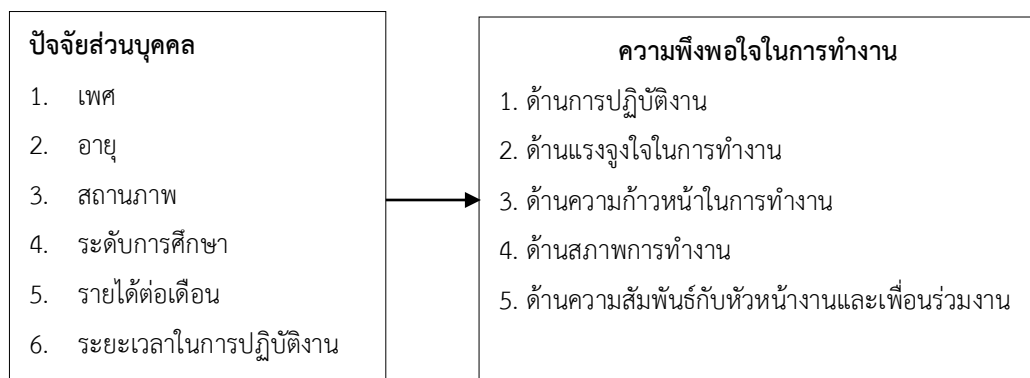 ปัจจัยส่วนบุคคล
1. เพศ
2. อายุ
3. สถานภาพ
4. ระดับการศึกษา
5. รายได้ต่อเดือน
6. ระยะเวลาในการปฏิบัติงาน
ความพึงพอใจในการทำงาน
1. ด้านการปฏิบัติงาน
2. ด้านแรงจูงใจในการทำงาน
3. ด้านความก้าวหน้าในการทำงาน
4. ด้านสภาพการทำงาน
5. ด้านความสัมพันธ์กับหัวหน้างานและเพื่อนร่วมงาน